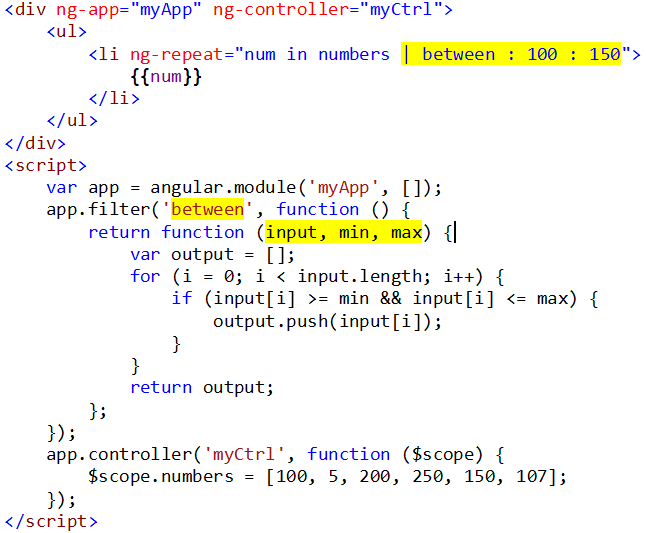 <div ng-app="myApp" ng-controller="myCtrl">
    <ul>
        <li ng-repeat="num in numbers | between : 100 : 150">
            {{num}}
        </li>
    </ul>
</div>
<script>
    var app = angular.module('myApp', []);
    app.filter('between', function () {
        return function (input, min, max) {
            var output = [];
            for (i = 0; i < input.length; i++) {
                if (input[i] >= min && input[i] <= max) {
                    output.push(input[i]);
                }
            }
            return output;
        };
    });
    app.controller('myCtrl', function ($scope) {
        $scope.numbers = [100, 5, 200, 250, 150, 107];
    });
</script>